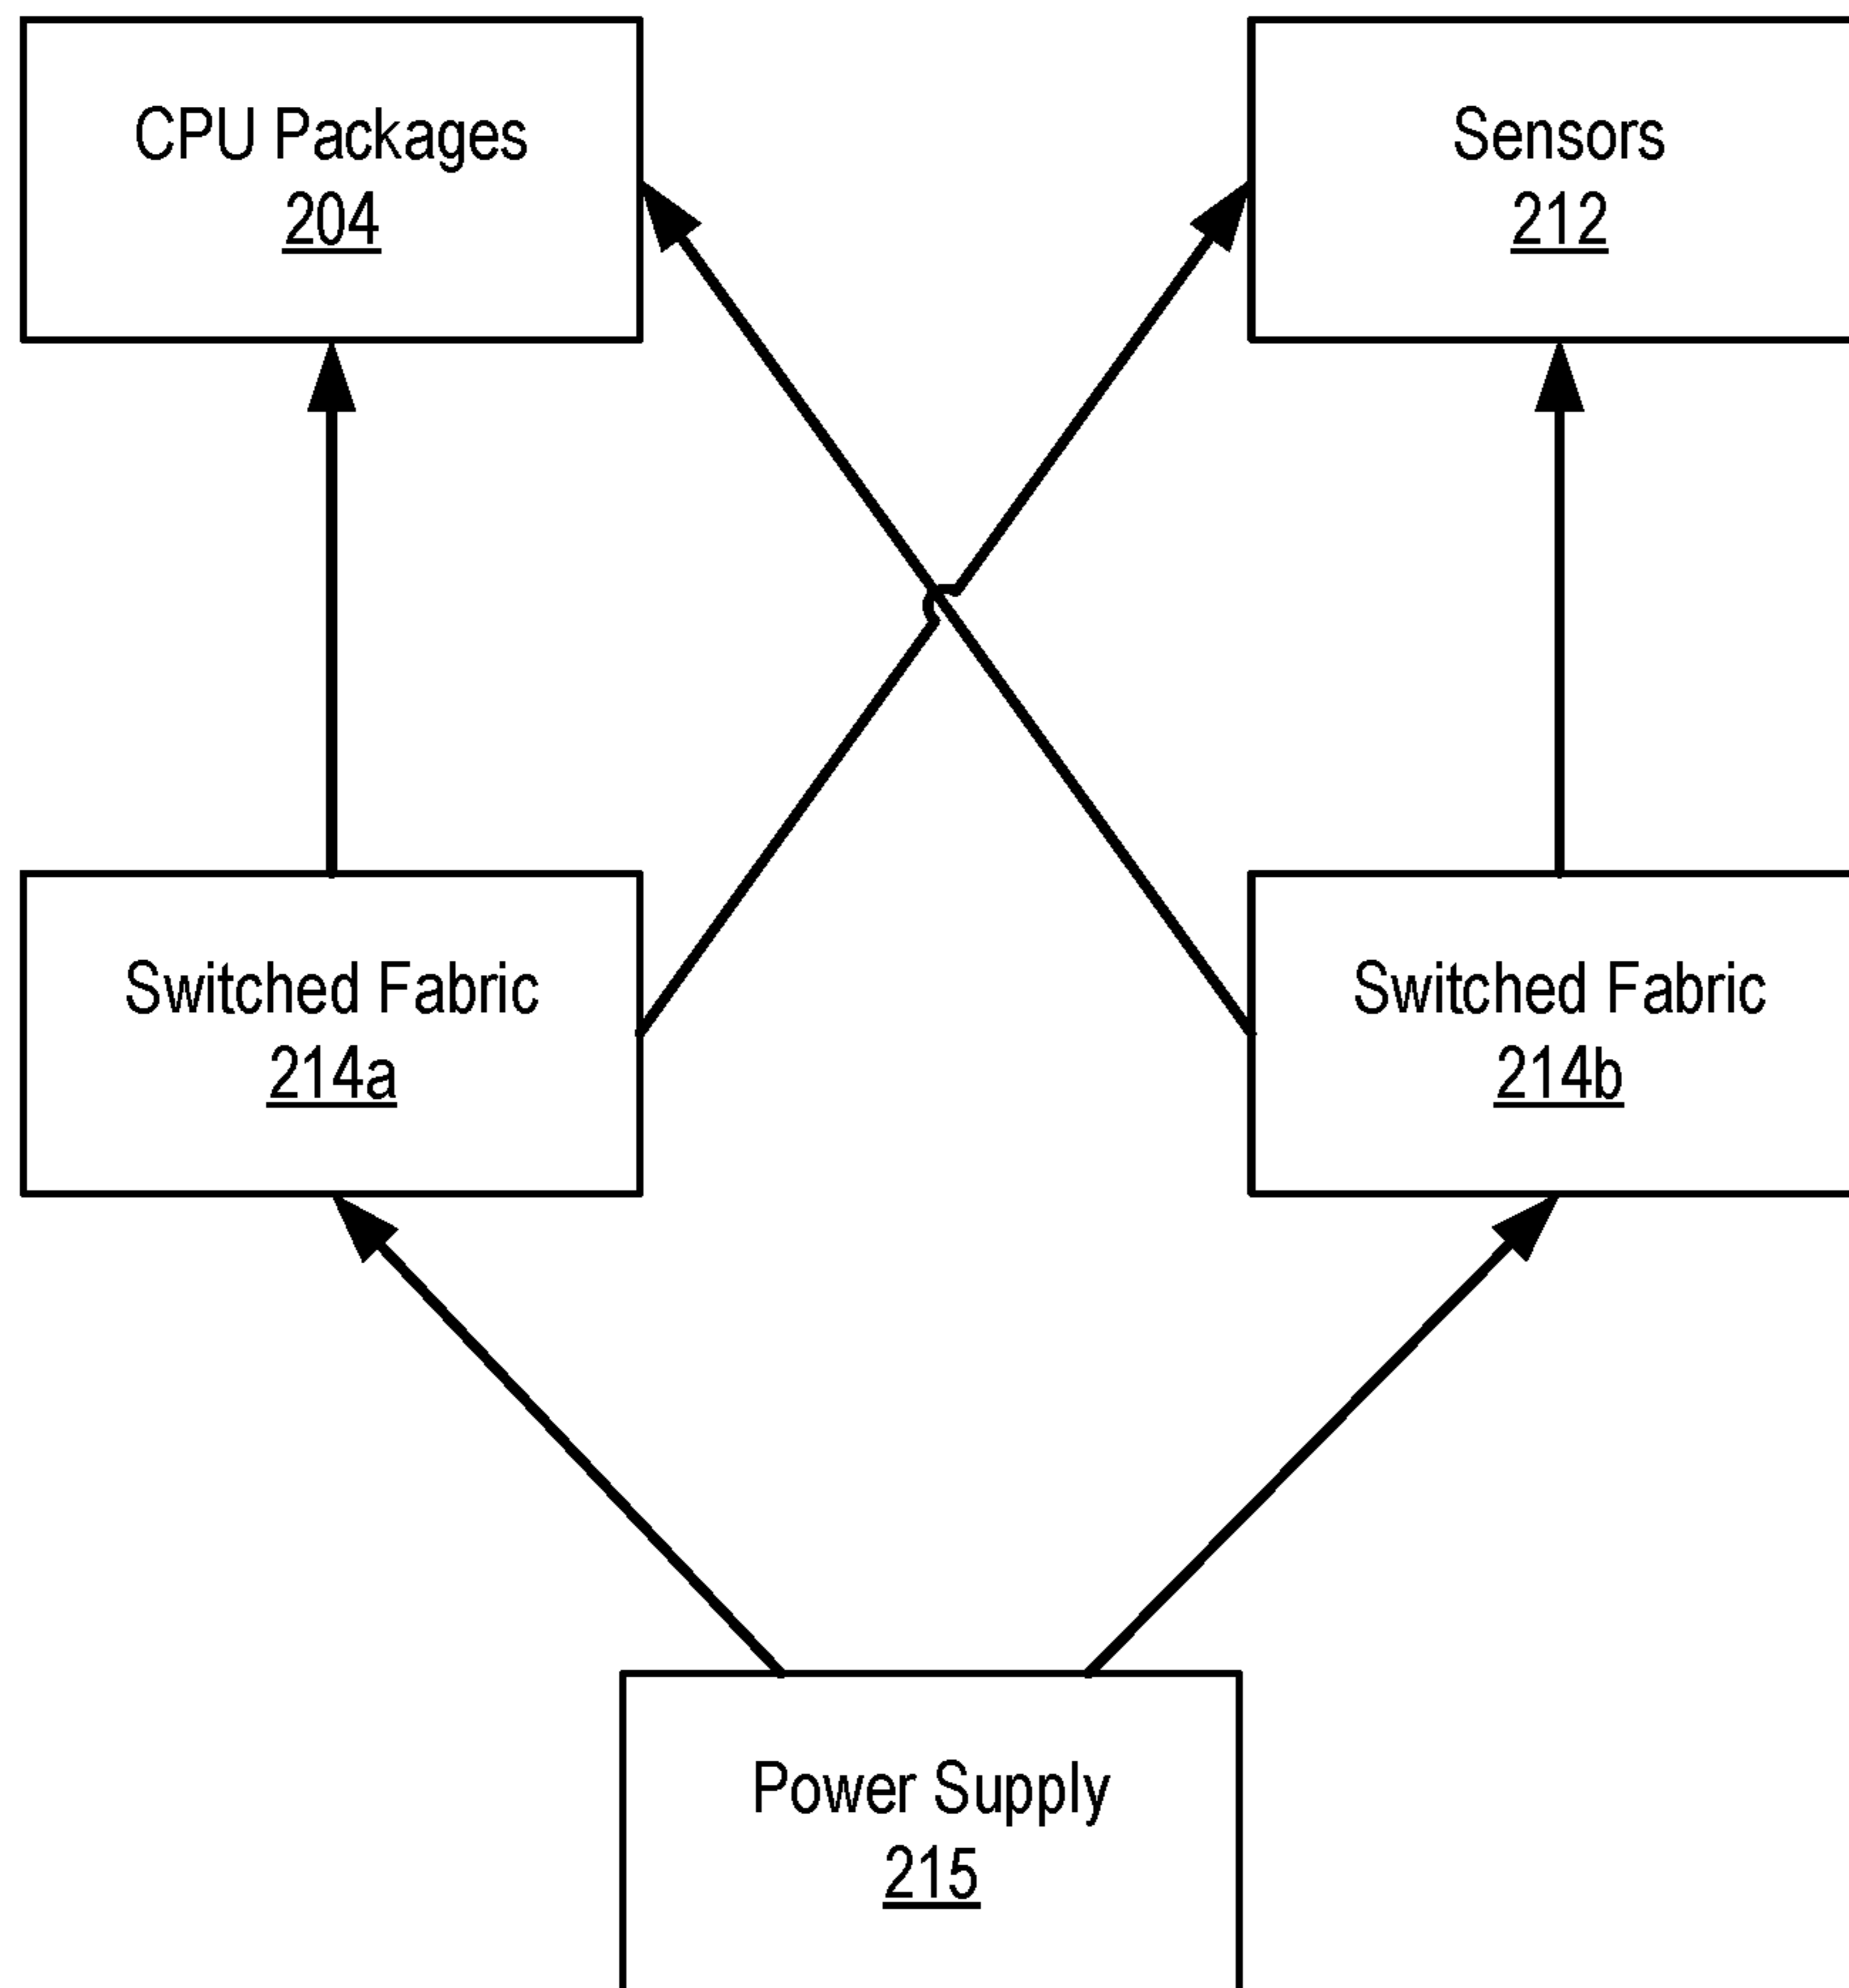 CPU Packages
204
Sensors
212
Switched Fabric
214a
Switched Fabric
214b
Power Supply
215